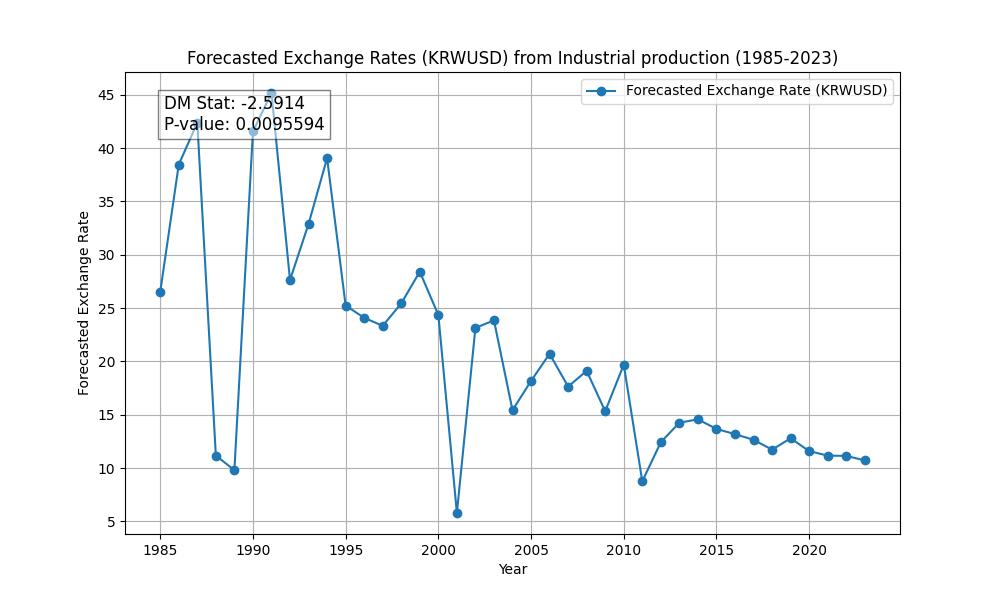 Forecasted Exchange Rates (KRWUSD) from Industrial production (1985-2023)
DM Stat: -2.5914
P-value: 0.0095594
Forecasted Exchange Rate (KRWUSD)
Forecasted Exchange Rate
45
40
35
30
25
20
15
10
5
1985 1990 1995 2000 2005 2010 2015 2020
Year